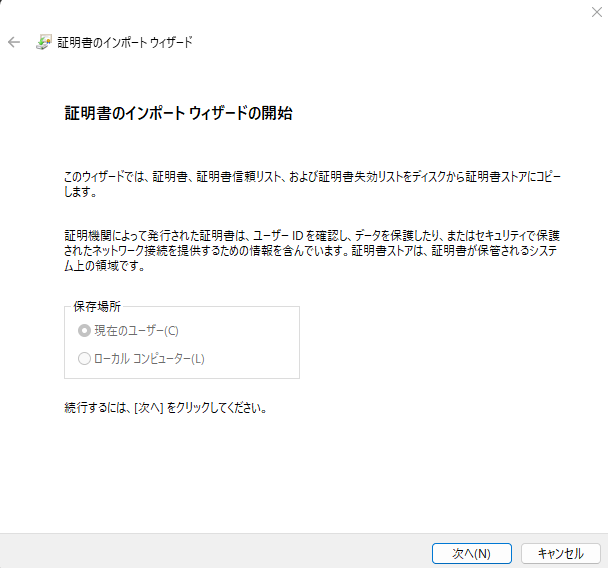 証明書のインポート ウィザード
証明書のインポート ウィザードの開始
このウィザードでは、証明書、証明書信頼リスト、および証明書失効リストをディスクから証明書ストアにコピー
します。
証明機関によって発行された証明書は、ユーザー ID を確認し、データを保護したり、またはセキュリティで保護
されたネットワーク接続を提供するための情報を含んでいます。証明書ストアは、証明書が保管されるシステ
ム上の領域です。
保存場所
現在のユーザー(C)
ローカル コンピューター(L)
続行するには、[次へ] をクリックしてください。
次へ(N)
キャンセル